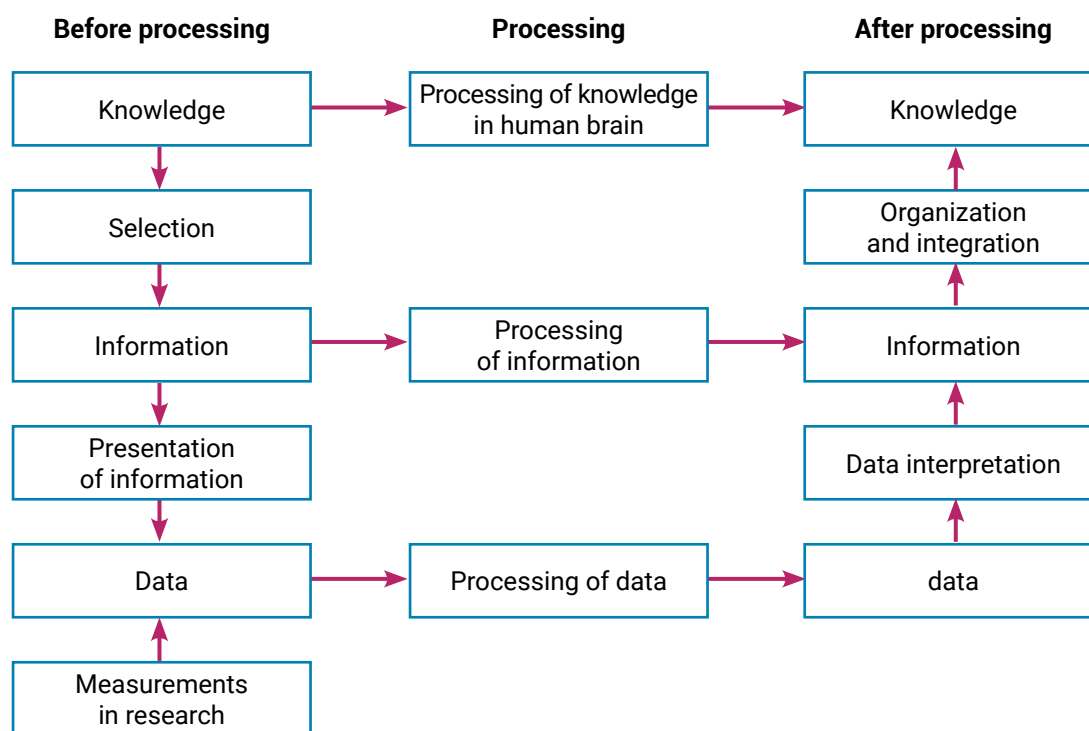 Before processing
Processing
After processing
Knowledge
Processing of knowledge
in human brain
Knowledge
Selection
Organization
and integration
Information
Processing
of information
Information
Presentation
of information
Data interpretation
Data
Processing of data
data
Measurements
in research